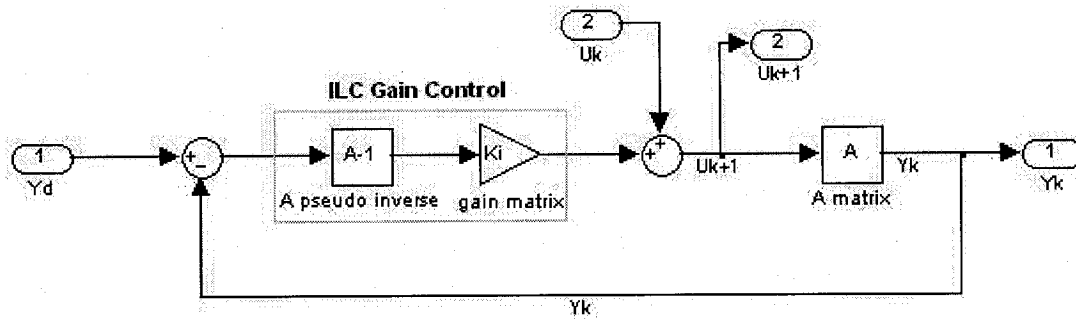 2
Uk
2
Uk+1
ILC Gain Control
1
Yd
+
−
A-1
A pseudo inverse
Ki
gain matrix
+
+
Uk+1
A
A matrix
Yk
1
Yk
Yk